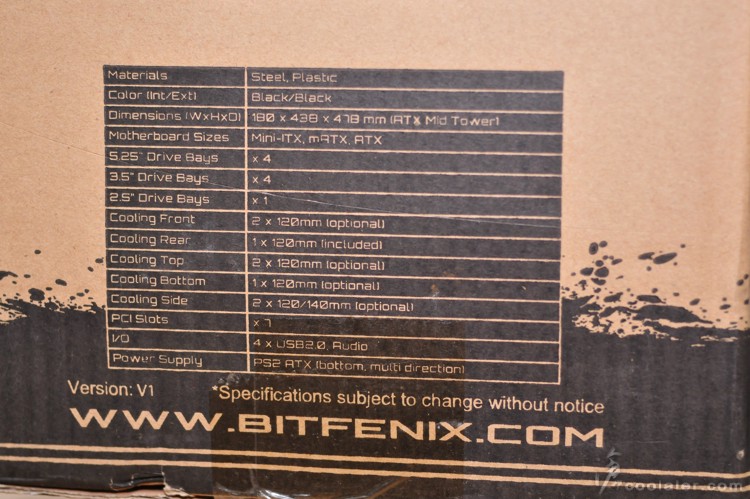 Materials Steel, Plastic
Color (Int/Ext) Black/Black
Dimensions (WxHxD) 180 x 438 x 478 mm (ATX Mid Tower)
Motherboard Sizes Mini-ITX, mATX, ATX
5.25" Drive Bays x 4
3.5" Drive Bays x 4
2.5" Drive Bays x 1
Cooling Front 2 x 120mm (optional)
Cooling Rear 1 x 120mm (included)
Cooling Top 2 x 120mm (optional)
Cooling Bottom 1 x 120mm (optional)
Cooling Side 2 x 120/140mm (optional)
PCI Slots x 7
I/O 4 x USB2.0, Audio
Power Supply PS2 ATX (bottom, multi direction)
Version: V1 *Specifications subject to change without notice
WWW.BITFENIX.COM
coolaler.com